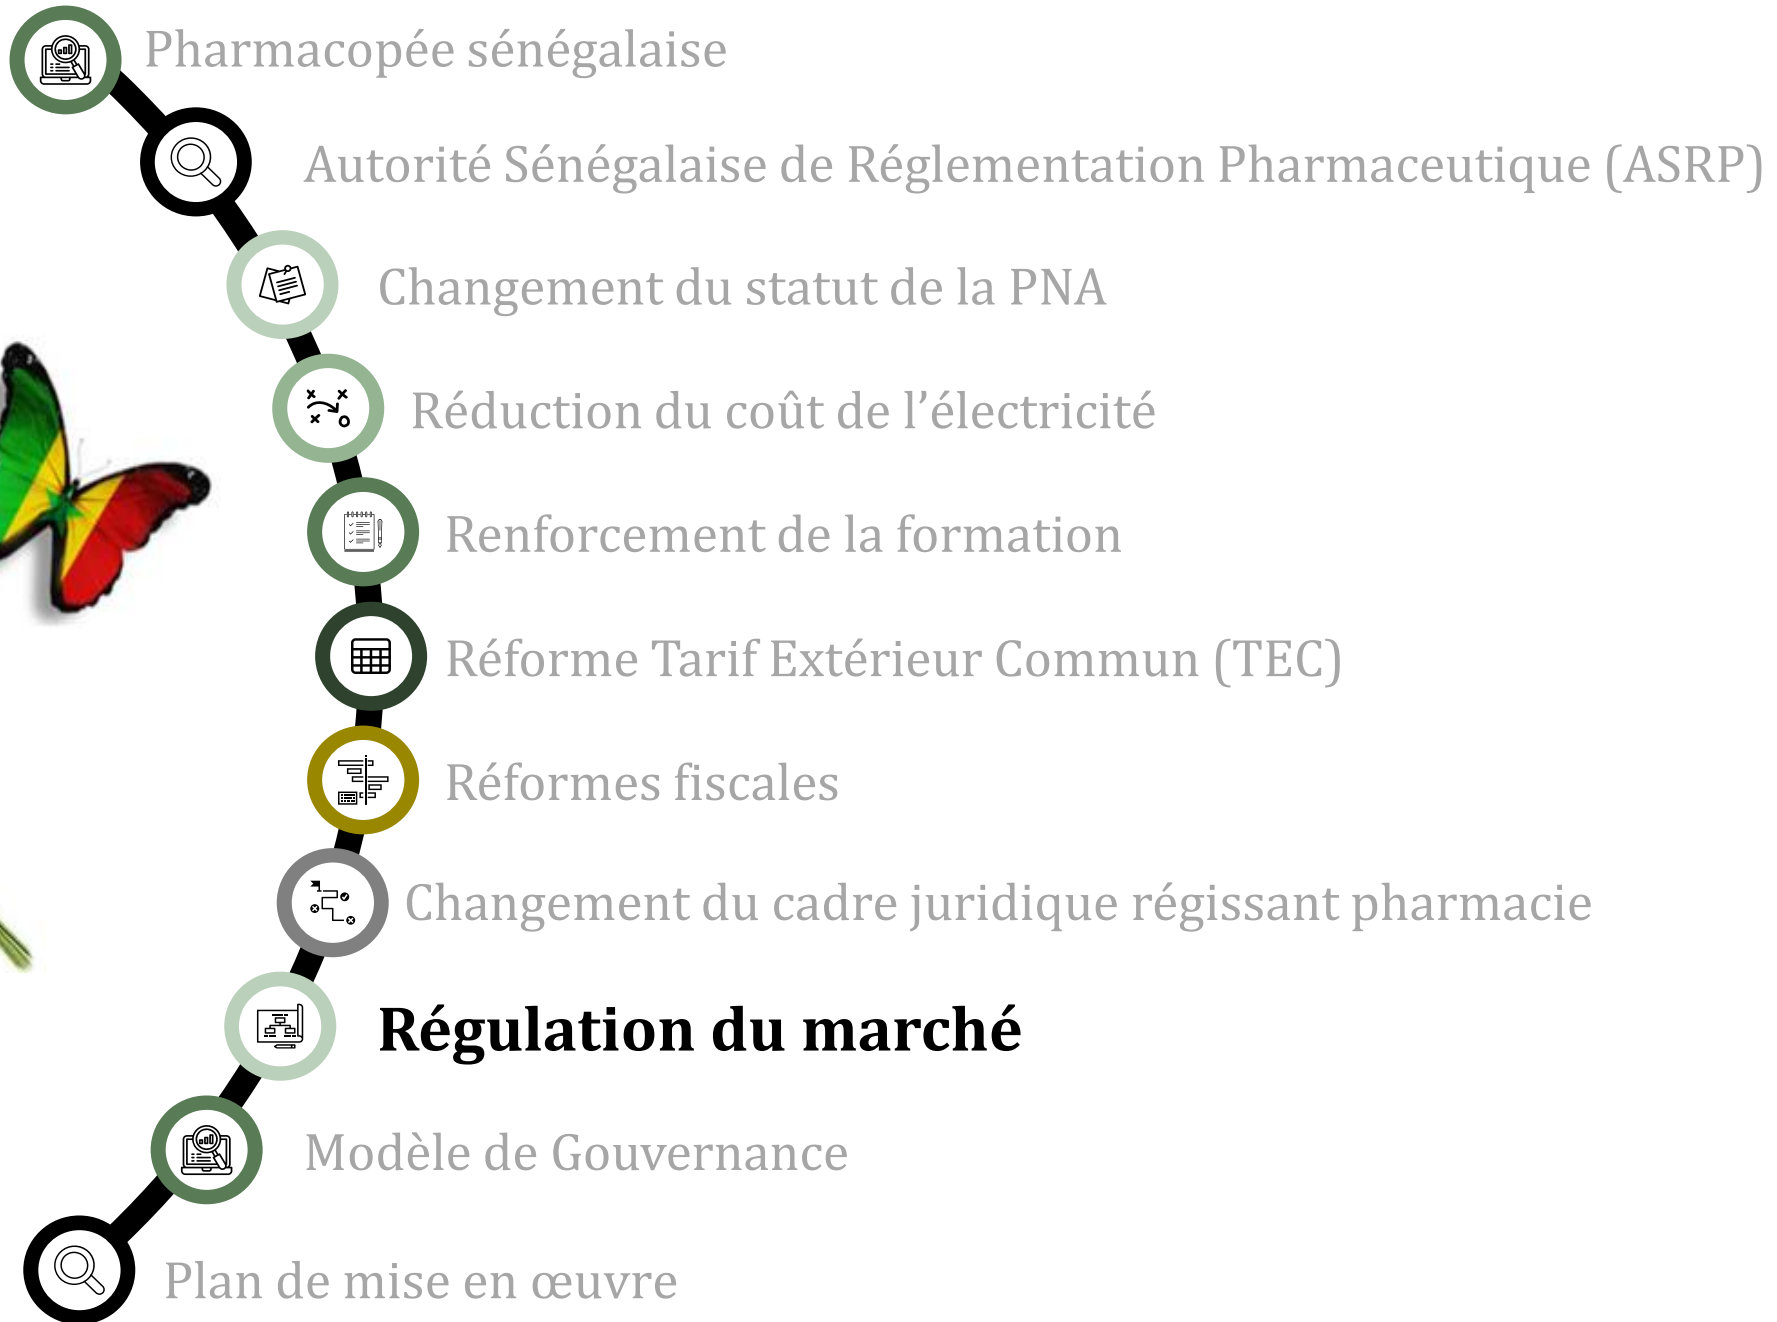 Pharmacopée sénégalaise
Autorité Sénégalaise de Réglementation Pharmaceutique (ASRP)
Changement du statut de la PNA
Réduction du coût de l’électricité
Renforcement de la formation
Réforme Tarif Extérieur Commun (TEC)
Réformes fiscales
Changement du cadre juridique régissant pharmacie
Régulation du marché
Modèle de Gouvernance
Plan de mise en œuvre